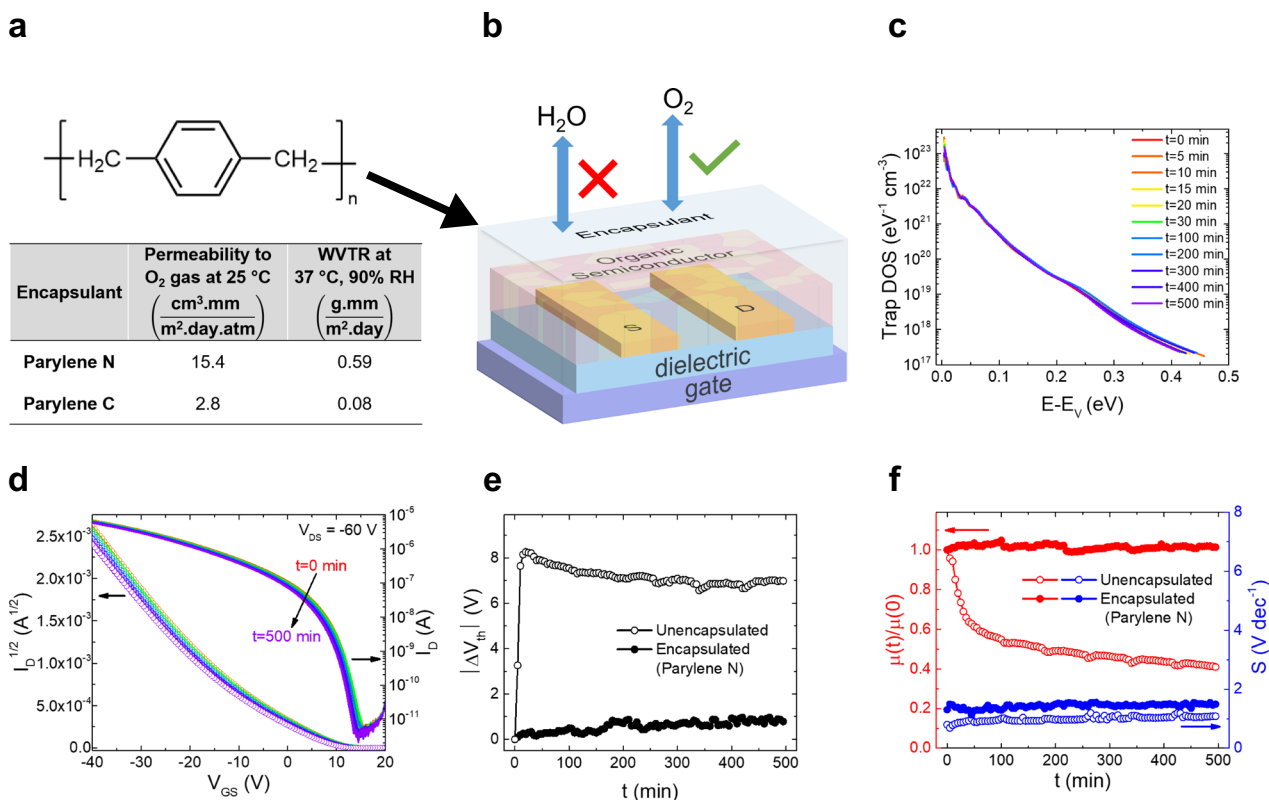 a
H₂C
CH₂
n
Encapsulant
Permeability to
O₂ gas at 25 °C
(cm³.mm / m².day.atm)
WVTR at
37 °C, 90% RH
(g.mm / m².day)
Parylene N 15.4 0.59
Parylene C 2.8 0.08
b
H₂O
O₂
Encapsulant
Organic
Semiconductor
S
D
dielectric
gate
c
Trap DOS (eV⁻¹ cm⁻³)
10²³
10²²
10²¹
10²⁰
10¹⁹
10¹⁸
10¹⁷
0.0 0.1 0.2 0.3 0.4 0.5
E-E_V (eV)
t=0 min
t=5 min
t=10 min
t=15 min
t=20 min
t=30 min
t=100 min
t=200 min
t=300 min
t=400 min
t=500 min
d
I_D^1/2 (A^1/2)
2.5x10⁻³
2.0x10⁻³
1.5x10⁻³
1.0x10⁻³
5.0x10⁻⁴
0.0
V_DS = -60 V
t=0 min
t=500 min
10⁻⁵
10⁻⁶
10⁻⁷
10⁻⁸
10⁻⁹
10⁻¹⁰
10⁻¹¹
I_D (A)
-40 -30 -20 -10 0 10 20
V_GS (V)
e
| ΔV_th | (V)
10
8
6
4
2
0
Unencapsulated
Encapsulated
(Parylene N)
0 100 200 300 400 500
t (min)
f
μ(t)/μ(0)
1.0
0.8
0.6
0.4
0.2
0.0
Unencapsulated
Encapsulated
(Parylene N)
8
6
4
2
0
S (V dec⁻¹)
0 100 200 300 400 500
t (min)